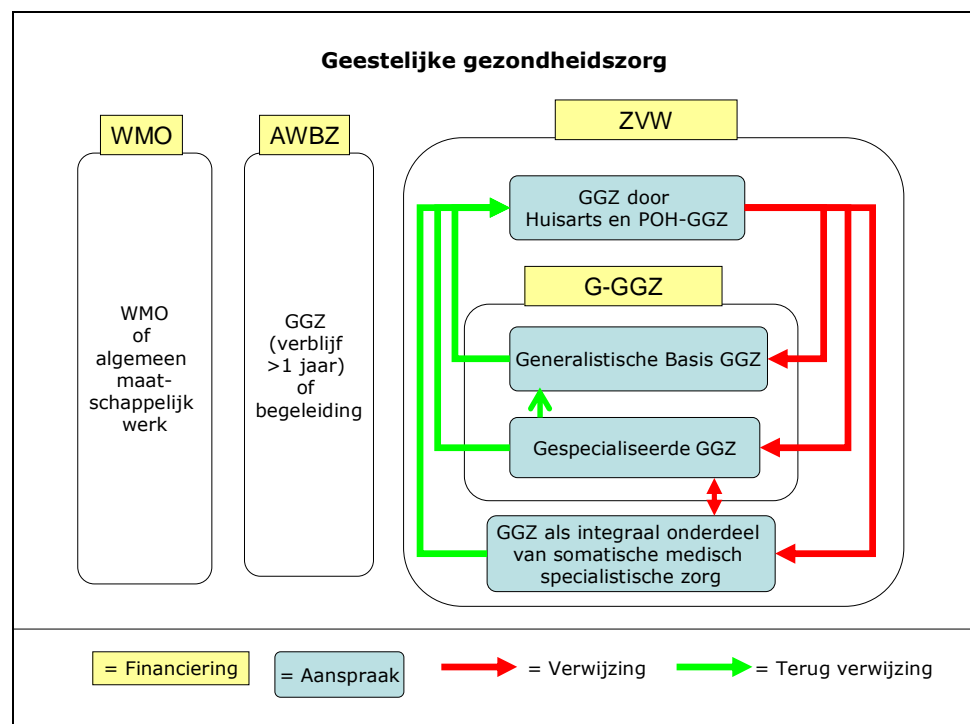 Geestelijke gezondheidszorg
WMO
AWBZ
ZVW
WMO
of
algemeen
maat-
schappelijk
werk
GGZ
(verblijf
>1 jaar)
of
begeleiding
GGZ door
Huisarts en POH-GGZ
G-GGZ
Generalistische Basis GGZ
Gespecialiseerde GGZ
GGZ als integraal onderdeel
van somatische medisch
specialistische zorg
= Financiering
= Aanspraak
= Verwijzing
= Terug verwijzing